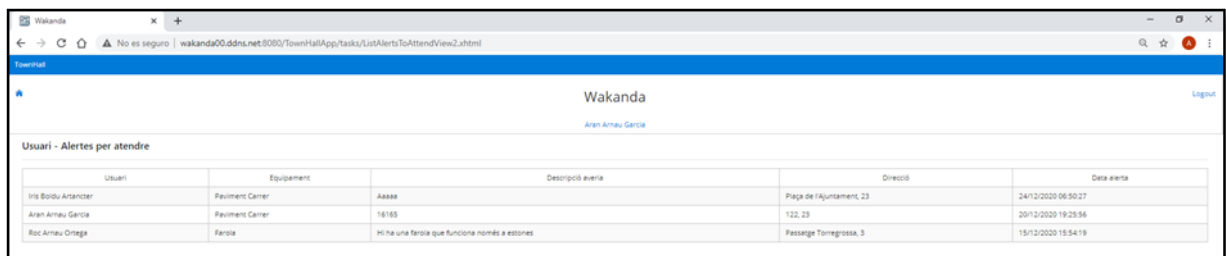 Wakanda
No es seguro | wakanda00.ddns.net:8080/TownHallApp/tasks/ListAlertsToAttendView2.xhtml
A
TownHall
Wakanda
Logout
Aran Arnau Garcia
Usuari - Alertes per atendre
Usuari Equipament Descripció averia Direcció Data alerta
Iris Boldu Artancter Paviment Carrer Aaaaa Plaça de l'Ajuntament, 23 24/12/2020 06:50:27
Aran Arnau Garcia Paviment Carrer 16165 122, 23 20/12/2020 19:25:56
Roc Arnau Ortega Farola Hi ha una farola que funciona només a estones Passatge Torregrossa, 3 15/12/2020 15:54:19